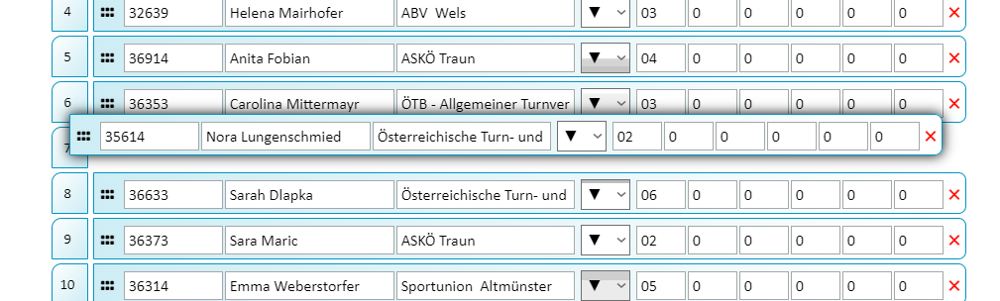 4 32639 Helena Mairhofer ABV Wels ▼ 03 0 0 0 0 0 ✕
5 36914 Anita Fobian ASKÖ Traun ▼ 04 0 0 0 0 0 ✕
6 36353 Carolina Mittermayr ÖTB - Allgemeiner Turnver ▼ 03 0 0 0 0 0 ✕
35614 Nora Lungenschmied Österreichische Turn- und ▼ 02 0 0 0 0 0 ✕
7
8 36633 Sarah Dlapka Österreichische Turn- und ▼ 06 0 0 0 0 0 ✕
9 36373 Sara Maric ASKÖ Traun ▼ 02 0 0 0 0 0 ✕
10 36314 Emma Weberstorfer Sportunion Altmünster ▼ 05 0 0 0 0 0 ✕